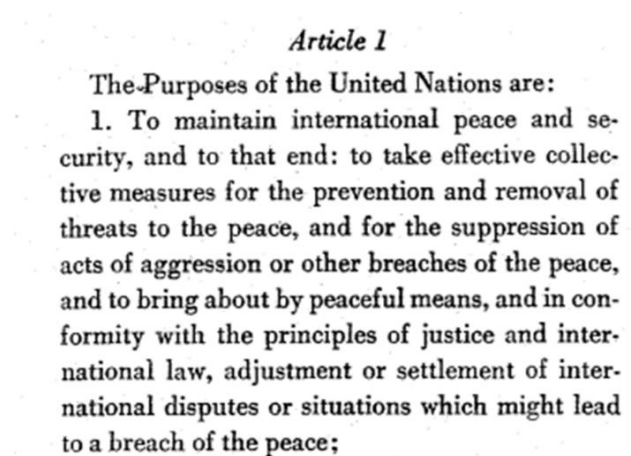 Article 1
The Purposes of the United Nations are:
1. To maintain international peace and se-
curity, and to that end: to take effective collec-
tive measures for the prevention and removal of
threats to the peace, and for the suppression of
acts of aggression or other breaches of the peace,
and to bring about by peaceful means, and in con-
formity with the principles of justice and inter-
national law, adjustment or settlement of inter-
national disputes or situations which might lead
to a breach of the peace;